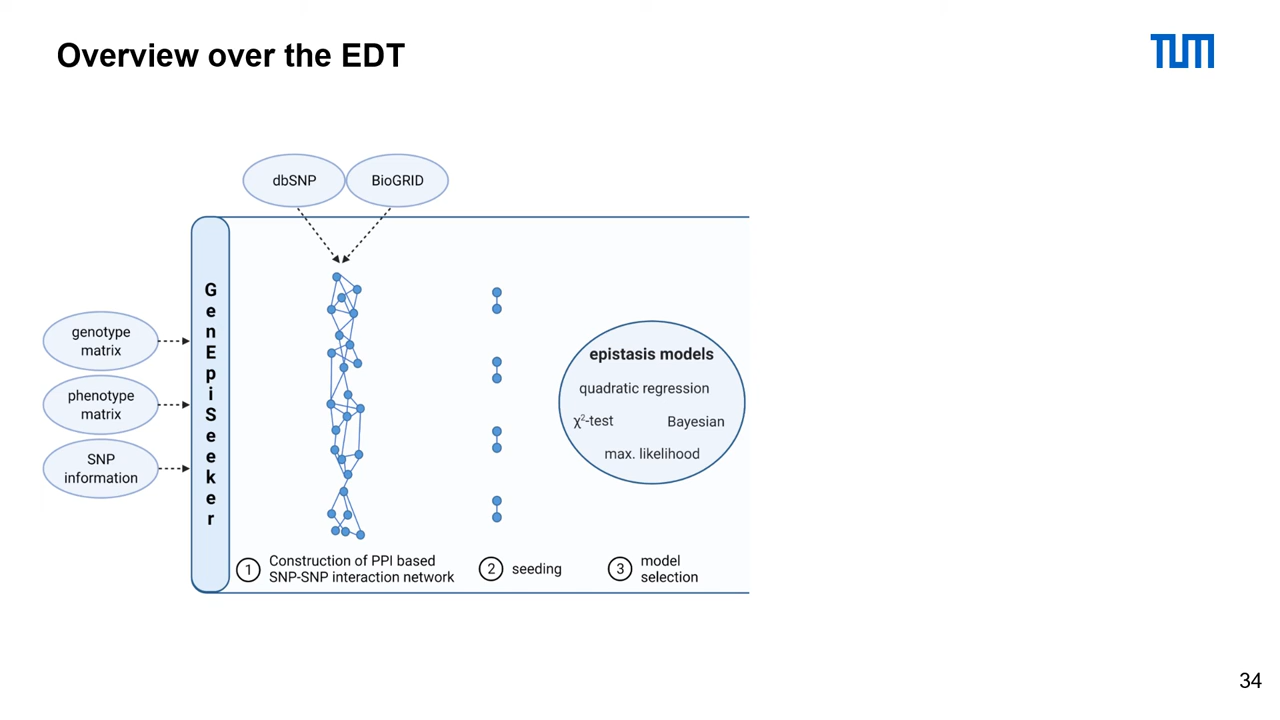 Overview over the EDT
TUM
dbSNP
BioGRID
GenEpiSeeker
genotype
matrix
phenotype
matrix
SNP
information
epistasis models
quadratic regression
χ²-test
Bayesian
max. likelihood
1
Construction of PPI based
SNP-SNP interaction network
2
seeding
3
model
selection
34